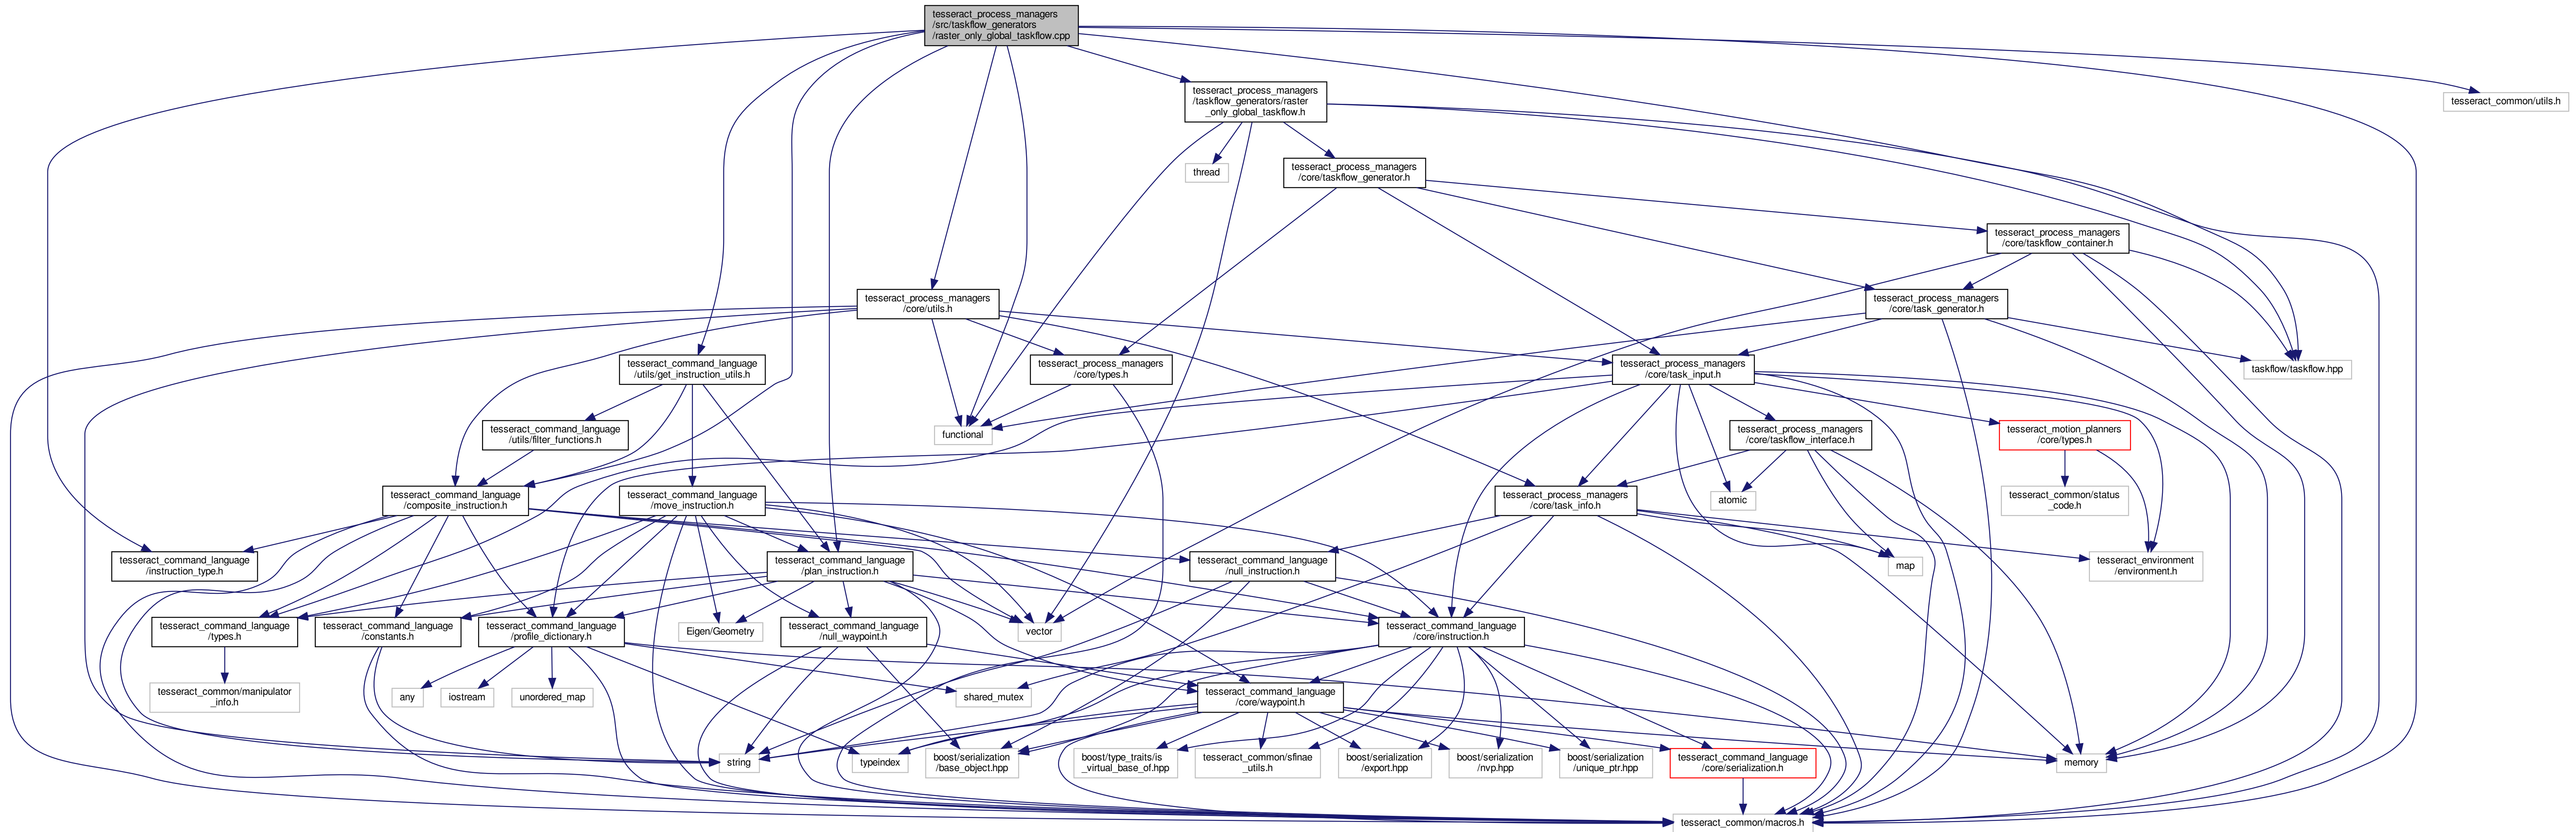 tesseract_process_managers
/src/taskflow_generators
/raster_only_global_taskflow.cpp
tesseract_process_managers
/taskflow_generators/raster
_only_global_taskflow.h
tesseract_common/utils.h
thread
tesseract_process_managers
/core/taskflow_generator.h
tesseract_process_managers
/core/taskflow_container.h
tesseract_process_managers
/core/utils.h
tesseract_process_managers
/core/task_generator.h
tesseract_command_language
/utils/get_instruction_utils.h
tesseract_process_managers
/core/types.h
tesseract_process_managers
/core/task_input.h
taskflow/taskflow.hpp
tesseract_command_language
/utils/filter_functions.h
functional
tesseract_process_managers
/core/taskflow_interface.h
tesseract_motion_planners
/core/types.h
tesseract_command_language
/composite_instruction.h
tesseract_command_language
/move_instruction.h
tesseract_process_managers
/core/task_info.h
atomic
tesseract_common/status
_code.h
tesseract_command_language
/instruction_type.h
tesseract_command_language
/plan_instruction.h
tesseract_command_language
/null_instruction.h
map
tesseract_environment
/environment.h
tesseract_command_language
/types.h
tesseract_command_language
/constants.h
tesseract_command_language
/profile_dictionary.h
Eigen/Geometry
tesseract_command_language
/null_waypoint.h
vector
tesseract_command_language
/core/instruction.h
tesseract_common/manipulator
_info.h
any
iostream
unordered_map
shared_mutex
tesseract_command_language
/core/waypoint.h
string
typeindex
boost/serialization
/base_object.hpp
boost/type_traits/is
_virtual_base_of.hpp
tesseract_common/sfinae
_utils.h
boost/serialization
/export.hpp
boost/serialization
/nvp.hpp
boost/serialization
/unique_ptr.hpp
tesseract_command_language
/core/serialization.h
memory
tesseract_common/macros.h